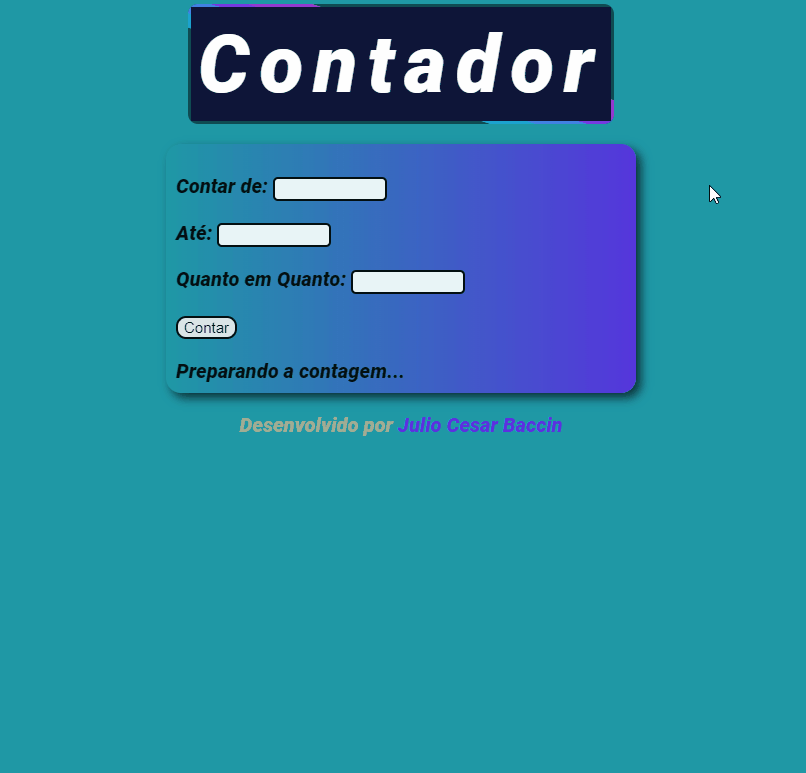 Contador
Contar de:
Até:
Quanto em Quanto:
Contar
Preparando a contagem...
Desenvolvido por Julio Cesar Baccin